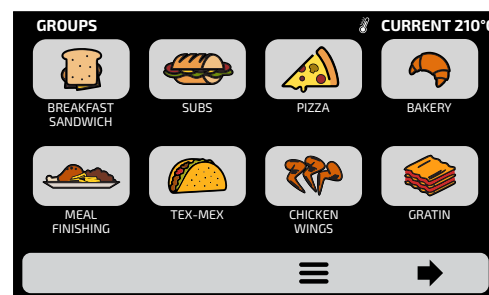 GROUPS
CURRENT 210°C
BREAKFAST
SANDWICH
SUBS
PIZZA
BAKERY
MEAL
FINISHING
TEX-MEX
CHICKEN
WINGS
GRATIN